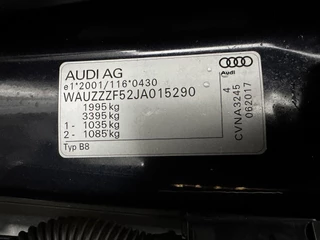 AUDI AG
e1*2001/116*0430
WAUZZZF52JA015290
1995 kg
3395 kg
1- 1035 kg
2- 1085 kg
Typ B8
Audi
4
CVNA3245
062017